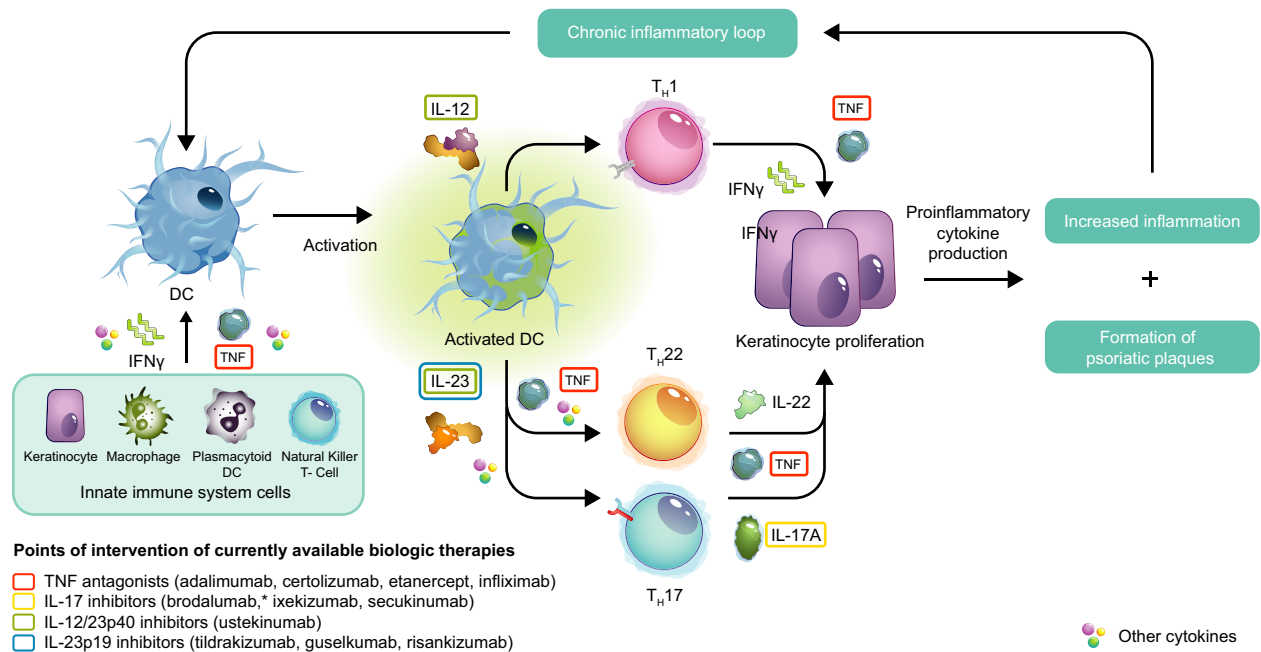 Chronic inflammatory loop
IL-12
TH1
TNF
IFNγ
IFNγ
Proinflammatory
cytokine
production
Increased inflammation
+
Formation of
psoriatic plaques
Activation
DC
Activated DC
Keratinocyte proliferation
IFNγ
TNF
IL-23
TNF
TH22
IL-22
TNF
IL-17A
TH17
Keratinocyte
Macrophage
Plasmacytoid
DC
Natural Killer
T- Cell
Innate immune system cells
Points of intervention of currently available biologic therapies
TNF antagonists (adalimumab, certolizumab, etanercept, infliximab)
IL-17 inhibitors (brodalumab,* ixekizumab, secukinumab)
IL-12/23p40 inhibitors (ustekinumab)
IL-23p19 inhibitors (tildrakizumab, guselkumab, risankizumab)
Other cytokines